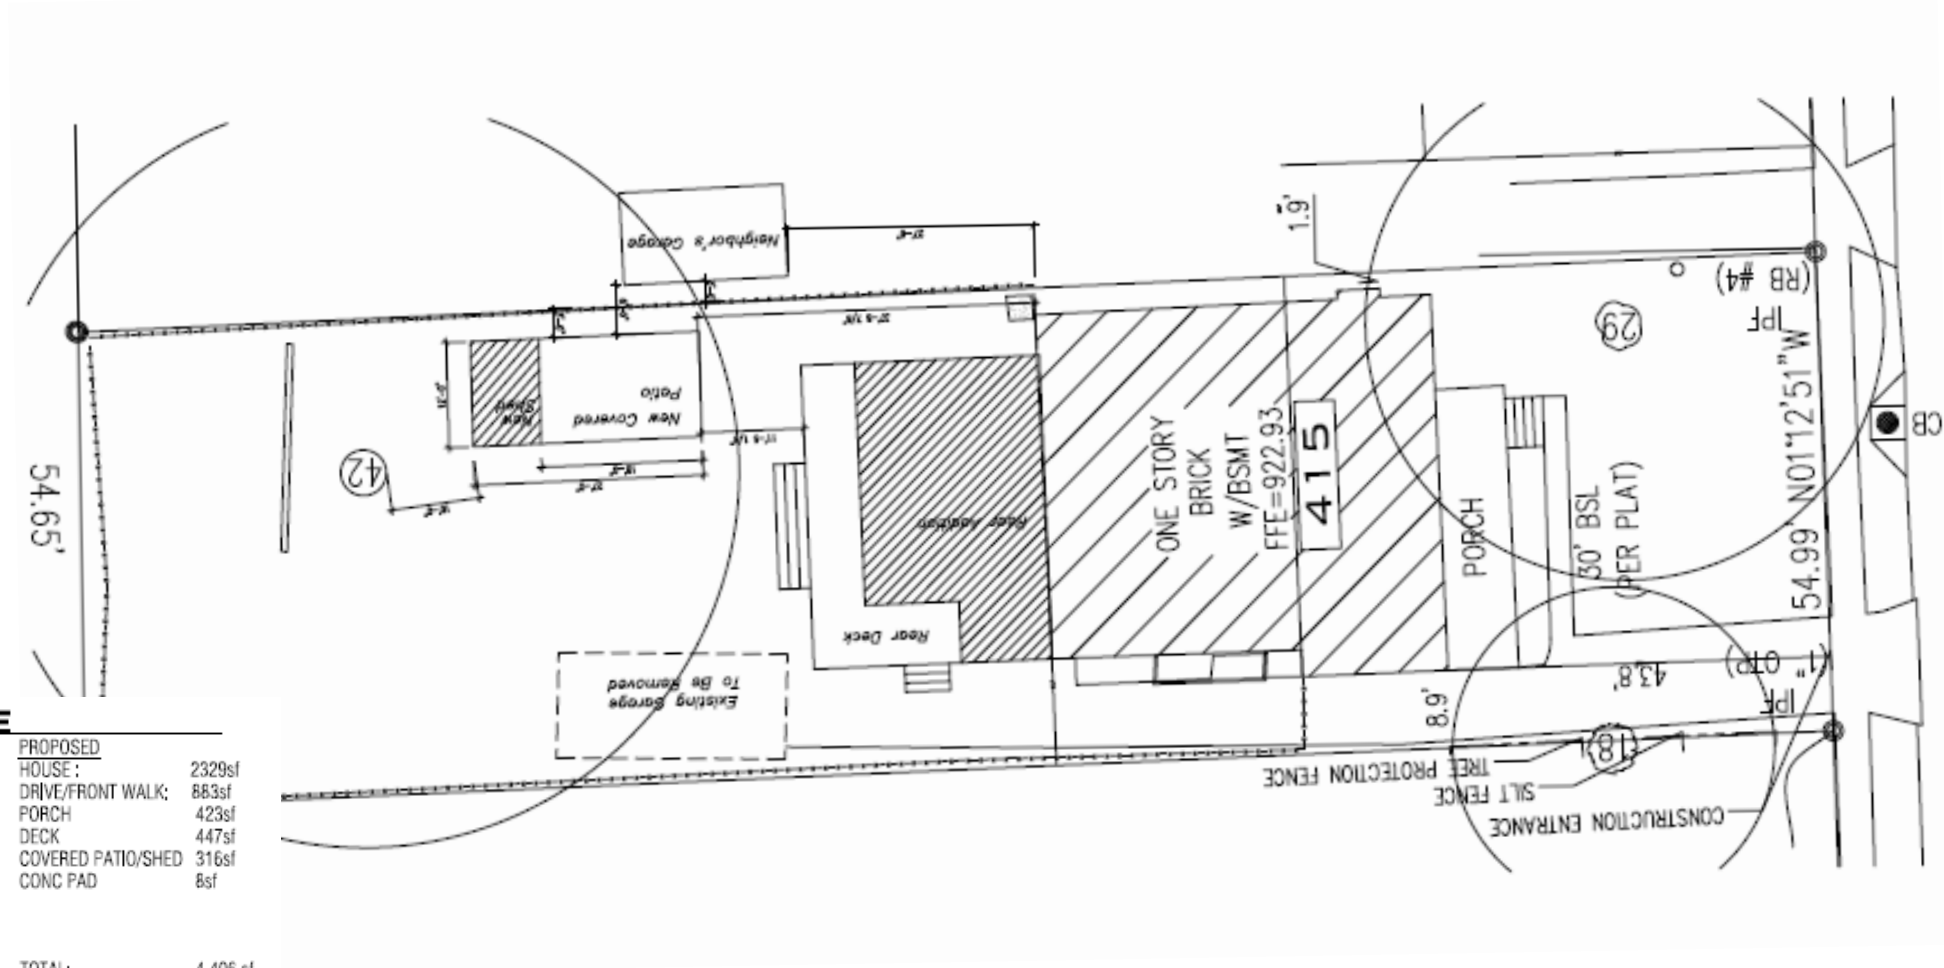 Neighbor's Garage
1.9'
(RB #4)
IPF
29
New
Shed
New Covered
Patio
42
54.65'
ONE STORY
BRICK
W/BSMT
FFE=922.93
415
PORCH
30' BSL
(PER PLAT)
54.99' N01°12'51"W
CB
Rear Addition
Rear Deck
Existing Garage
To Be Removed
43.8'
8.9'
(1" OTP)
IPF
18
TREE PROTECTION FENCE
SILT FENCE
CONSTRUCTION ENTRANCE
E
PROPOSED
HOUSE: 2329sf
DRIVE/FRONT WALK: 883sf
PORCH 423sf
DECK 447sf
COVERED PATIO/SHED 316sf
CONC PAD 8sf
TOTAL: 4,406 sf